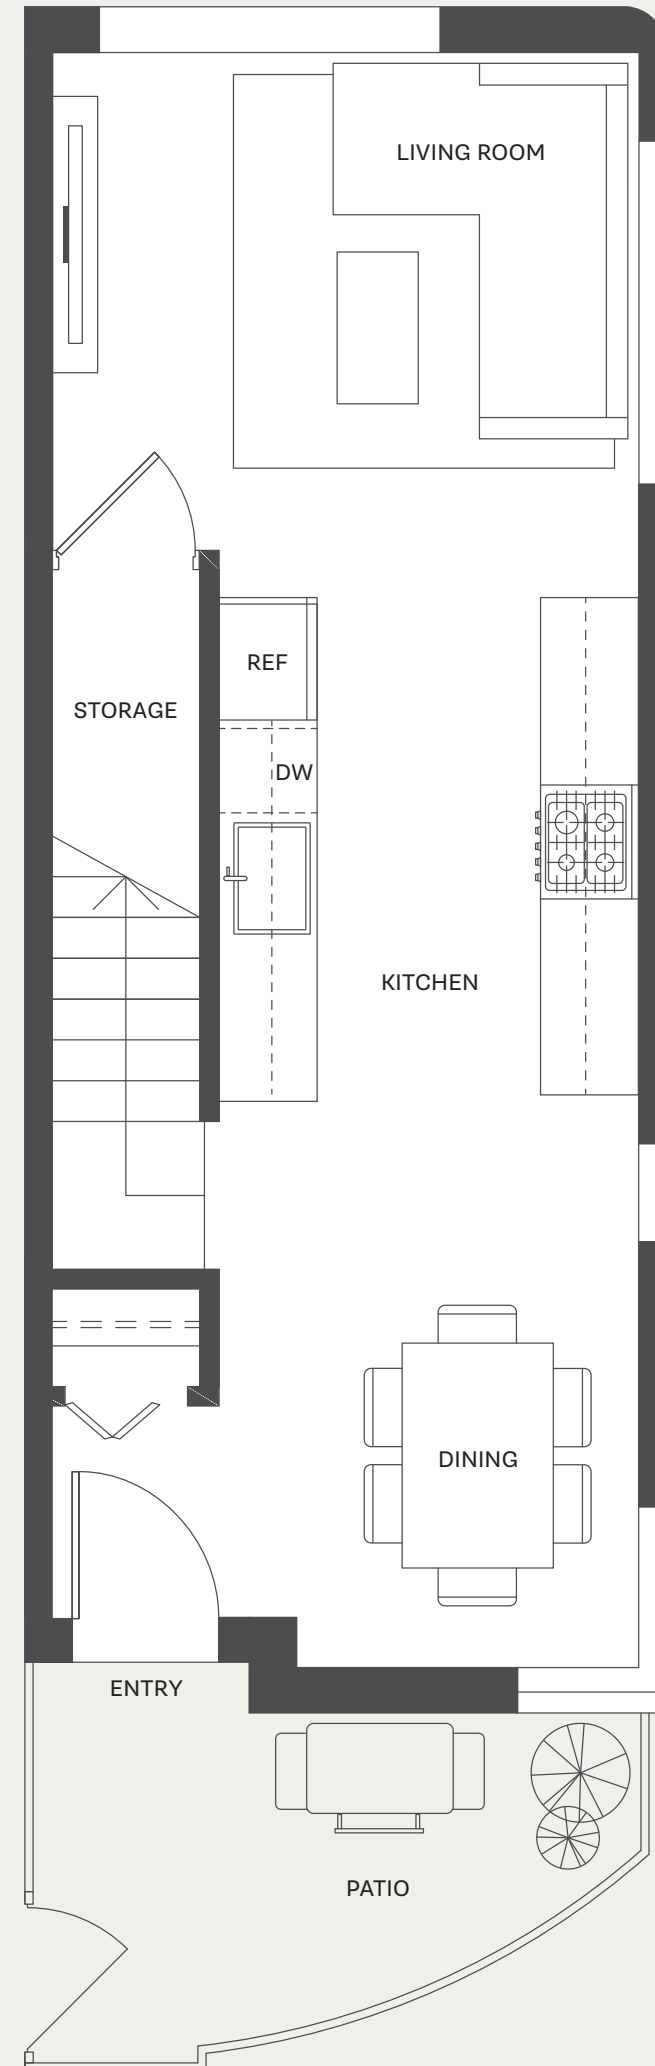 LIVING ROOM
REF
STORAGE
DW
KITCHEN
DINING
ENTRY
PATIO